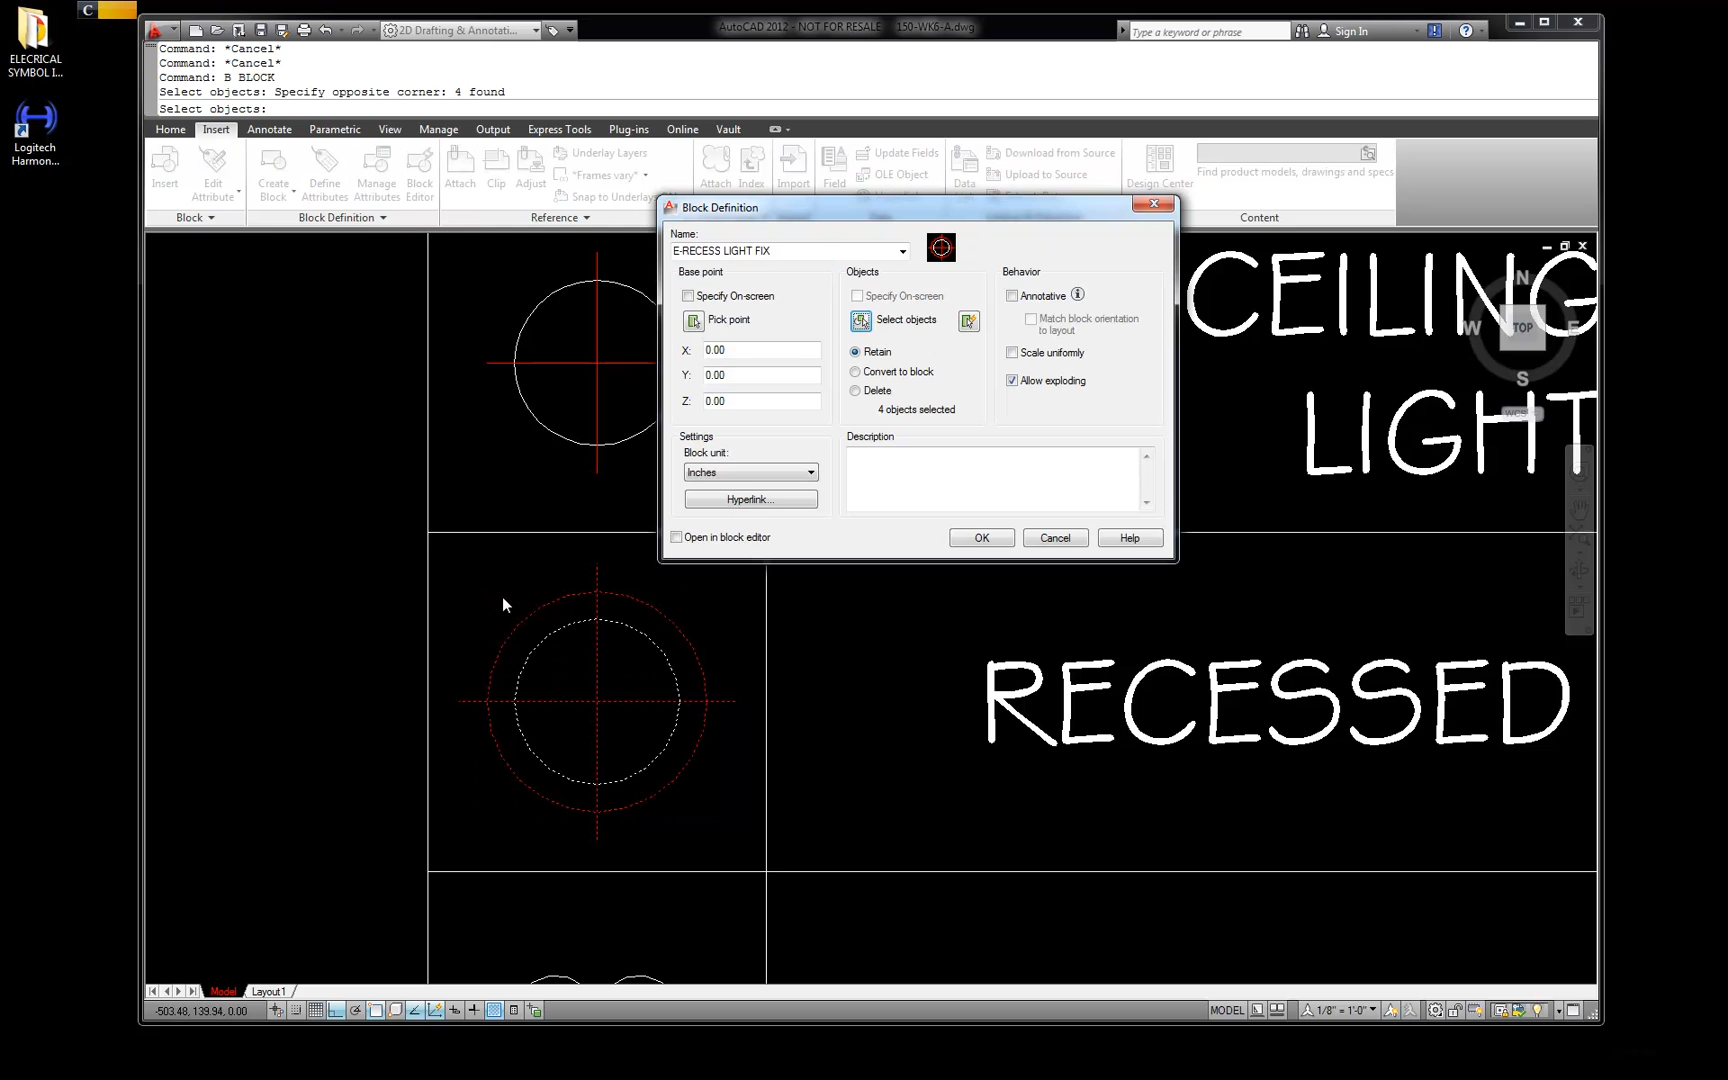 C
ELECRICAL
SYMBOL I...
Logitech
Harmon...
2D Drafting & Annotati...
AutoCAD 2012 - NOT FOR RESALE 150-WK6-A.dwg
Type a keyword or phrase
Sign In
Command: *Cancel*
Command: *Cancel*
Command: B BLOCK
Select objects: Specify opposite corner: 4 found
Select objects:
Home Insert Annotate Parametric View Manage Output Express Tools Plug-ins Online Vault
Insert
Edit
Attribute
Create
Block
Define
Attributes
Manage
Attributes
Block
Editor
Attach
Clip
Adjust
Underlay Layers
*Frames vary*
Snap to Underlays
Attach
Index
Import
Field
Update Fields
OLE Object
Data
Link
Download from Source
Upload to Source
Design Center
Find product models, drawings and specs
Block
Block Definition
Reference
Content
Block Definition
Name:
E-RECESS LIGHT FIX
Base point
Specify On-screen
Pick point
X: 0.00
Y: 0.00
Z: 0.00
Objects
Specify On-screen
Select objects
Retain
Convert to block
Delete
4 objects selected
Behavior
Annotative
Match block orientation
to layout
Scale uniformly
Allow exploding
Settings
Block unit:
Inches
Hyperlink...
Description
Open in block editor
OK
Cancel
Help
CEILING
LIGHT
RECESSED
N
W TOP E
S
WCS
Model
Layout1
-503.48, 139.94, 0.00
MODEL
1/8" = 1'-0"